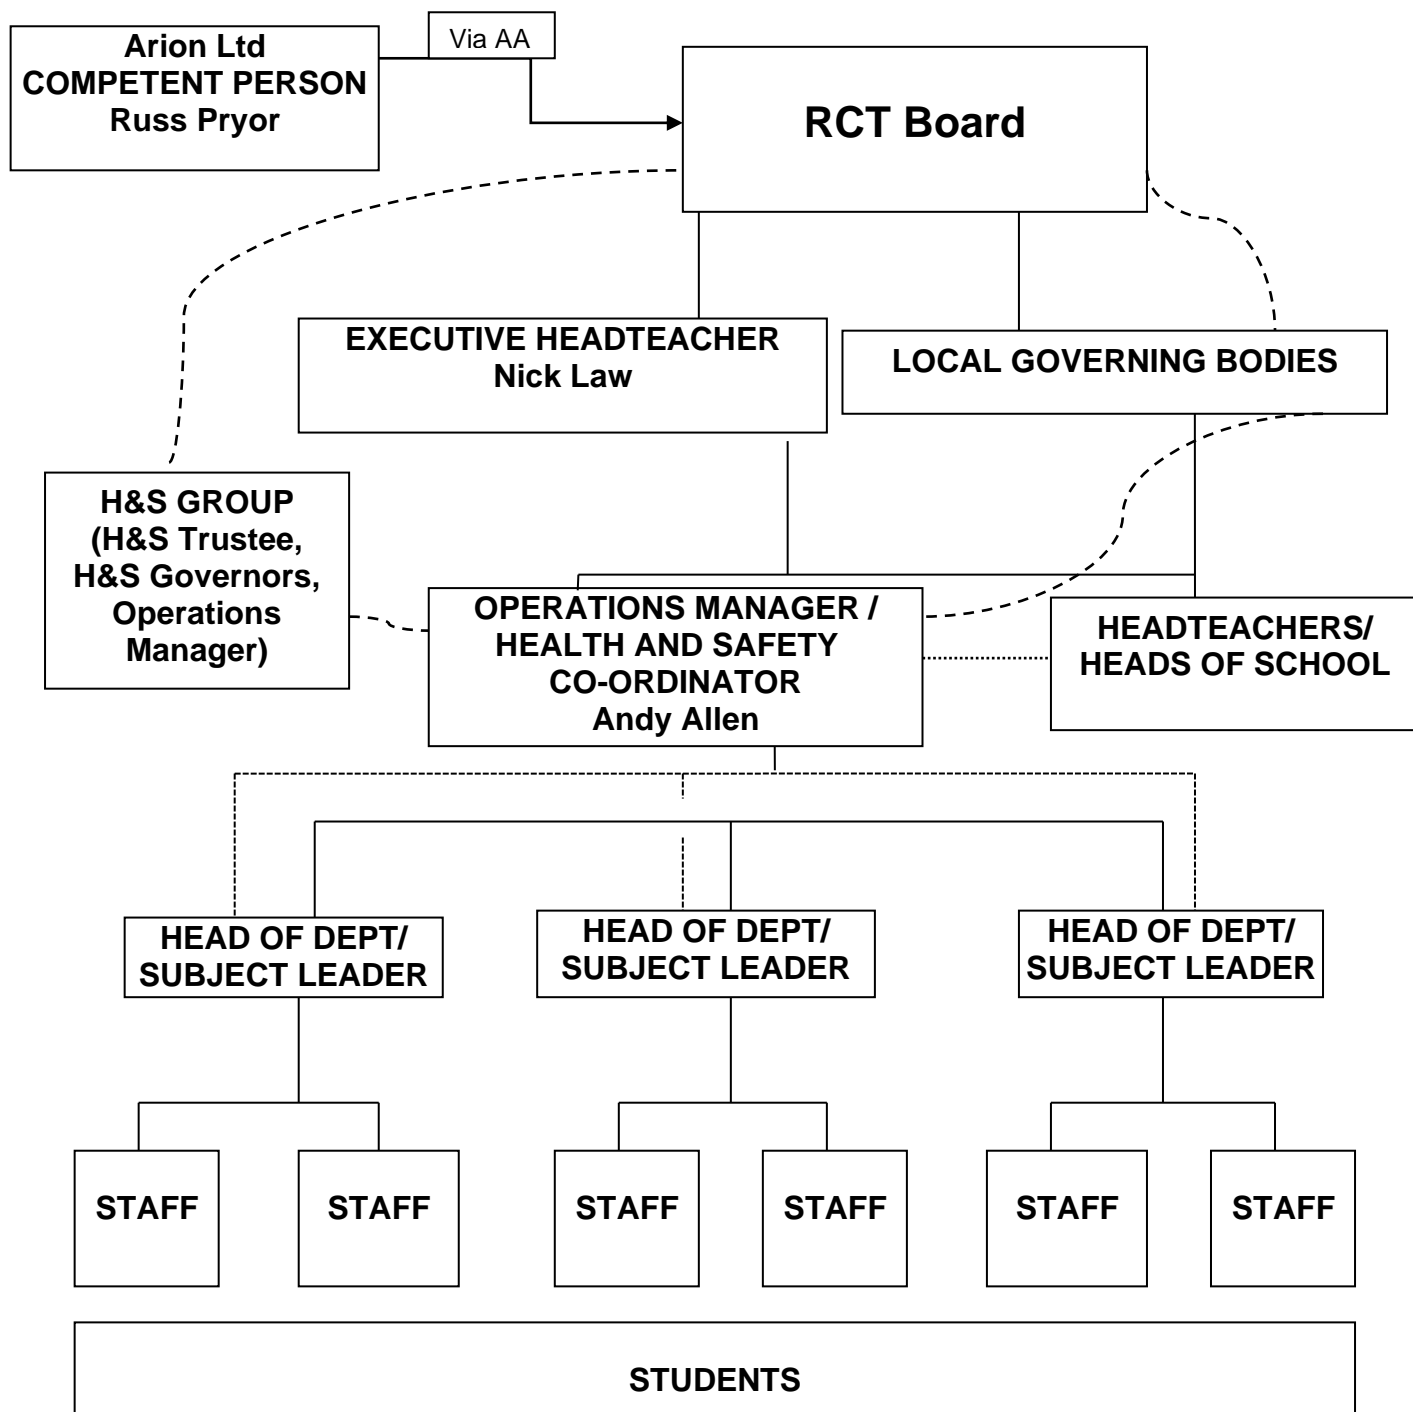 Arion Ltd
COMPETENT PERSON
Russ Pryor
Via AA
RCT Board
EXECUTIVE HEADTEACHER
Nick Law
LOCAL GOVERNING BODIES
H&S GROUP
(H&S Trustee,
H&S Governors,
Operations
Manager)
OPERATIONS MANAGER /
HEALTH AND SAFETY
CO-ORDINATOR
Andy Allen
HEADTEACHERS/
HEADS OF SCHOOL
HEAD OF DEPT/
SUBJECT LEADER
HEAD OF DEPT/
SUBJECT LEADER
HEAD OF DEPT/
SUBJECT LEADER
STAFF
STAFF
STAFF
STAFF
STAFF
STAFF
STUDENTS